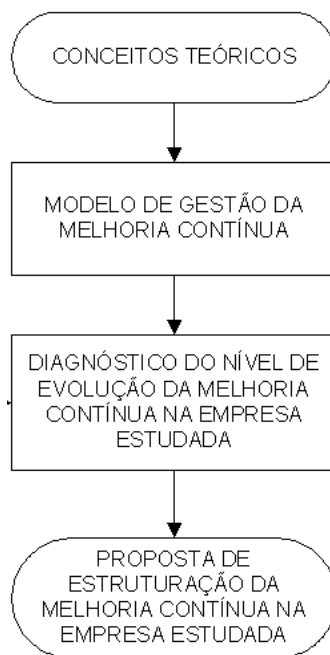 CONCEITOS TEÓRICOS
MODELO DE GESTÃO DA
MELHORIA CONTÍNUA
DIAGNÓSTICO DO NÍVEL DE
EVOLUÇÃO DA MELHORIA
CONTÍNUA NA EMPRESA
ESTUDADA
PROPOSTA DE
ESTRUTURAÇÃO DA
MELHORIA CONTÍNUA NA
EMPRESA ESTUDADA